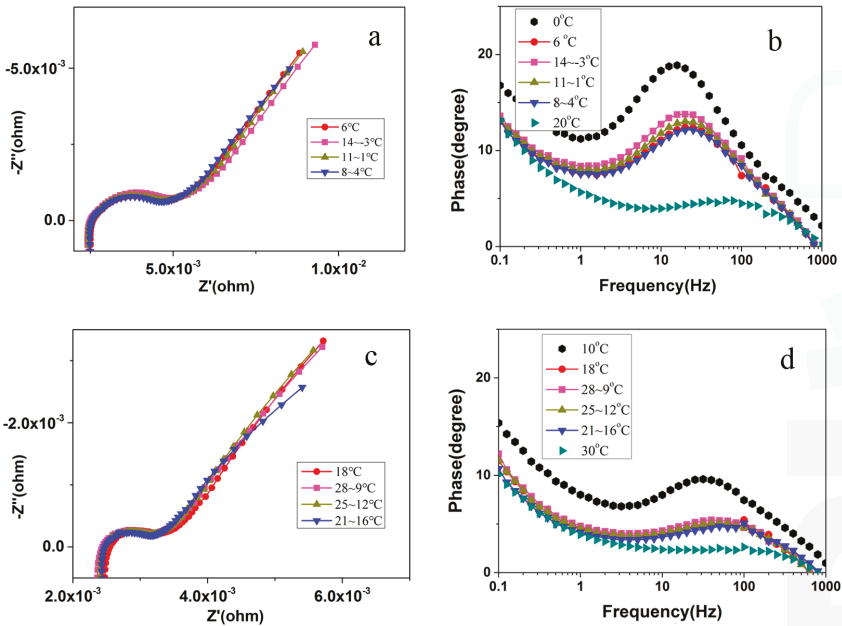 a
-5.0x10⁻³
0.0
-Z''(ohm)
6℃
14~-3℃
11~1℃
8~4℃
5.0x10⁻³
1.0x10⁻²
Z'(ohm)
b
20
10
0
Phase(degree)
0°C
6 °C
14~-3°C
11~1°C
8~4°C
20°C
0.1
1
10
100
1000
Frequency(Hz)
c
-2.0x10⁻³
0.0
-Z''(ohm)
18℃
28~9℃
25~12℃
21~16℃
2.0x10⁻³
4.0x10⁻³
6.0x10⁻³
Z'(ohm)
d
20
10
0
Phase(degree)
10°C
18°C
28~9°C
25~12°C
21~16°C
30°C
0.1
1
10
100
1000
Frequency(Hz)